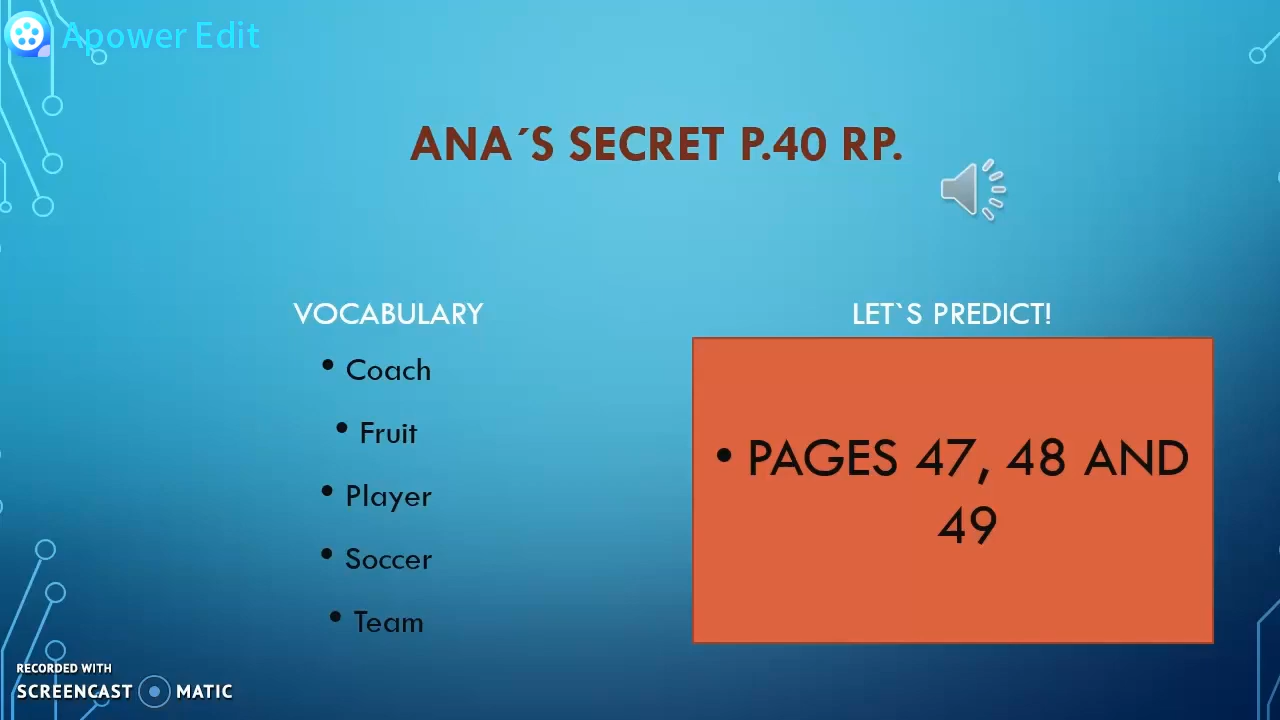 Apower Edit
ANA´S SECRET P.40 RP.
VOCABULARY
• Coach
• Fruit
• Player
• Soccer
• Team
LET`S PREDICT!
• PAGES 47, 48 AND
49
RECORDED WITH
SCREENCAST MATIC